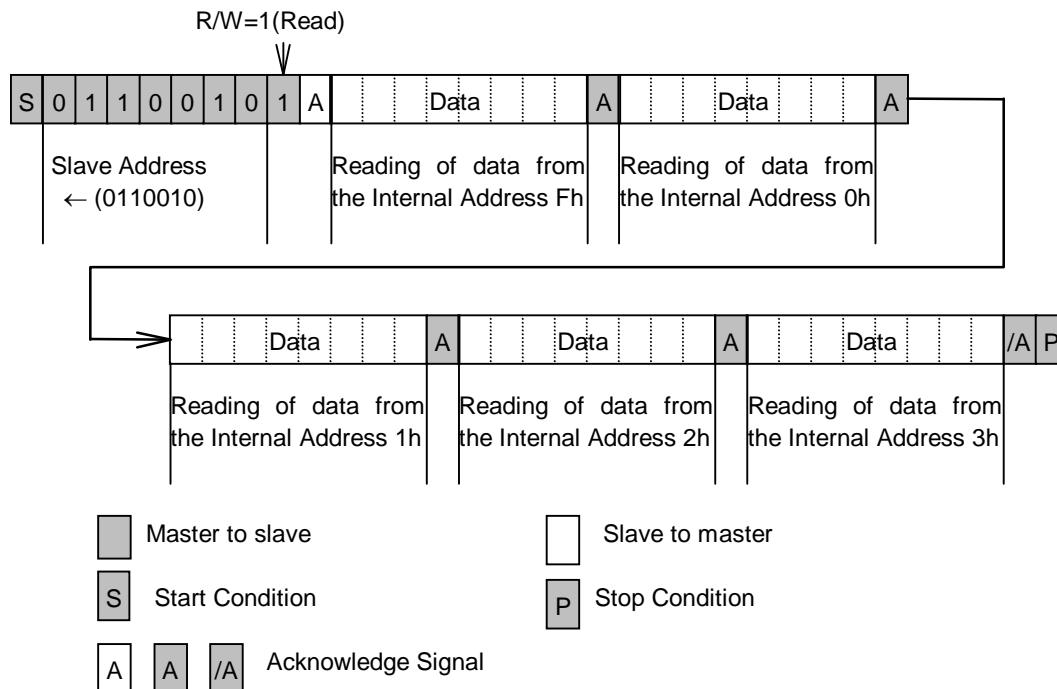 R/W=1(Read)
S 0 1 1 0 0 1 0 1 A Data A Data A
Slave Address
← (0110010)
Reading of data from
the Internal Address Fh
Reading of data from
the Internal Address 0h
Data A Data A Data /A P
Reading of data from
the Internal Address 1h
Reading of data from
the Internal Address 2h
Reading of data from
the Internal Address 3h
Master to slave
Slave to master
S Start Condition
P Stop Condition
A A /A Acknowledge Signal